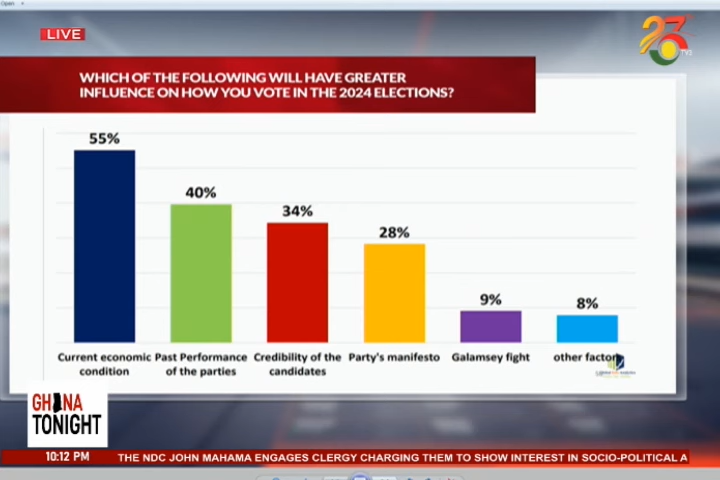 Open
LIVE
23
TV3
WHICH OF THE FOLLOWING WILL HAVE GREATER
INFLUENCE ON HOW YOU VOTE IN THE 2024 ELECTIONS?
55%
40%
34%
28%
9%
8%
Current economic condition
Past Performance of the parties
Credibility of the candidates
Party's manifesto
Galamsey fight
other factor
GHANA
TONIGHT
10:12 PM
THE NDC JOHN MAHAMA ENGAGES CLERGY CHARGING THEM TO SHOW INTEREST IN SOCIO-POLITICAL A